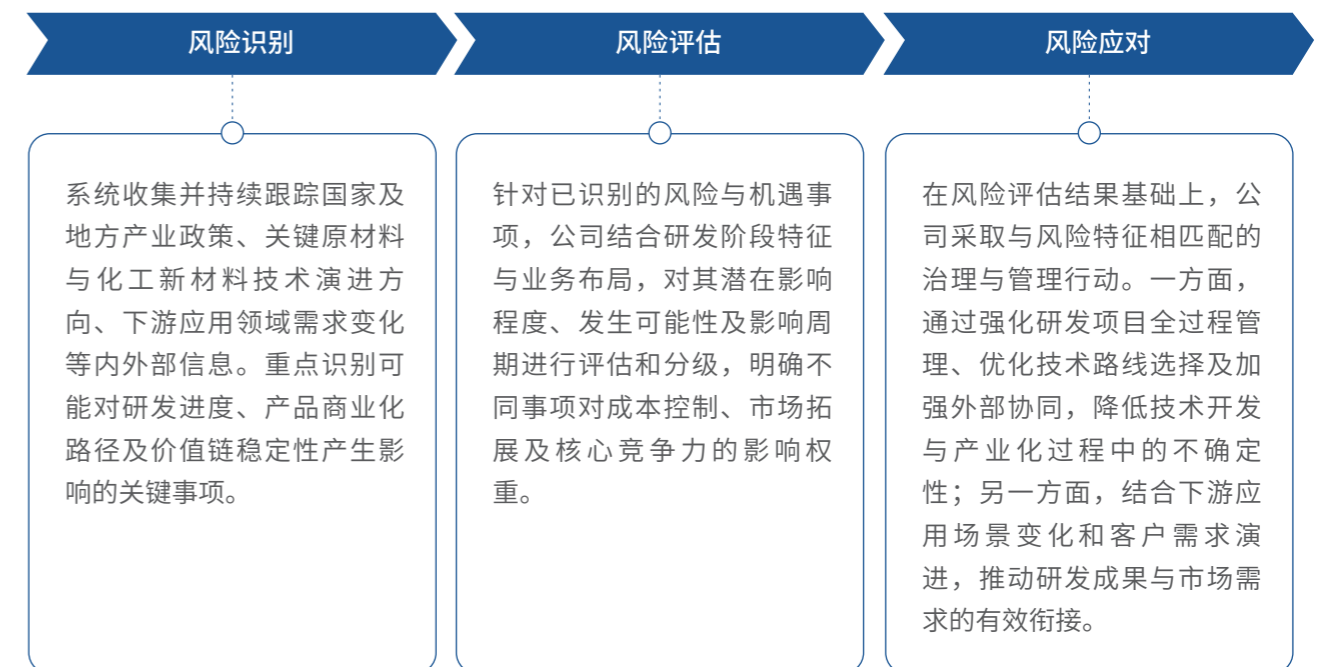 风险识别
系统收集并持续跟踪国家及
地方产业政策、关键原材料
与化工新材料技术演进方
向、下游应用领域需求变化
等内外部信息。重点识别可
能对研发进度、产品商业化
路径及价值链稳定性产生影
响的关键事项。
风险评估
针对已识别的风险与机遇事
项，公司结合研发阶段特征
与业务布局，对其潜在影响
程度、发生可能性及影响周
期进行评估和分级，明确不
同事项对成本控制、市场拓
展及核心竞争力的影响权
重。
风险应对
在风险评估结果基础上，公
司采取与风险特征相匹配的
治理与管理行动。一方面，
通过强化研发项目全过程管
理、优化技术路线选择及加
强外部协同，降低技术开发
与产业化过程中的不确定
性；另一方面，结合下游应
用场景变化和客户需求演
进，推动研发成果与市场需
求的有效衔接。